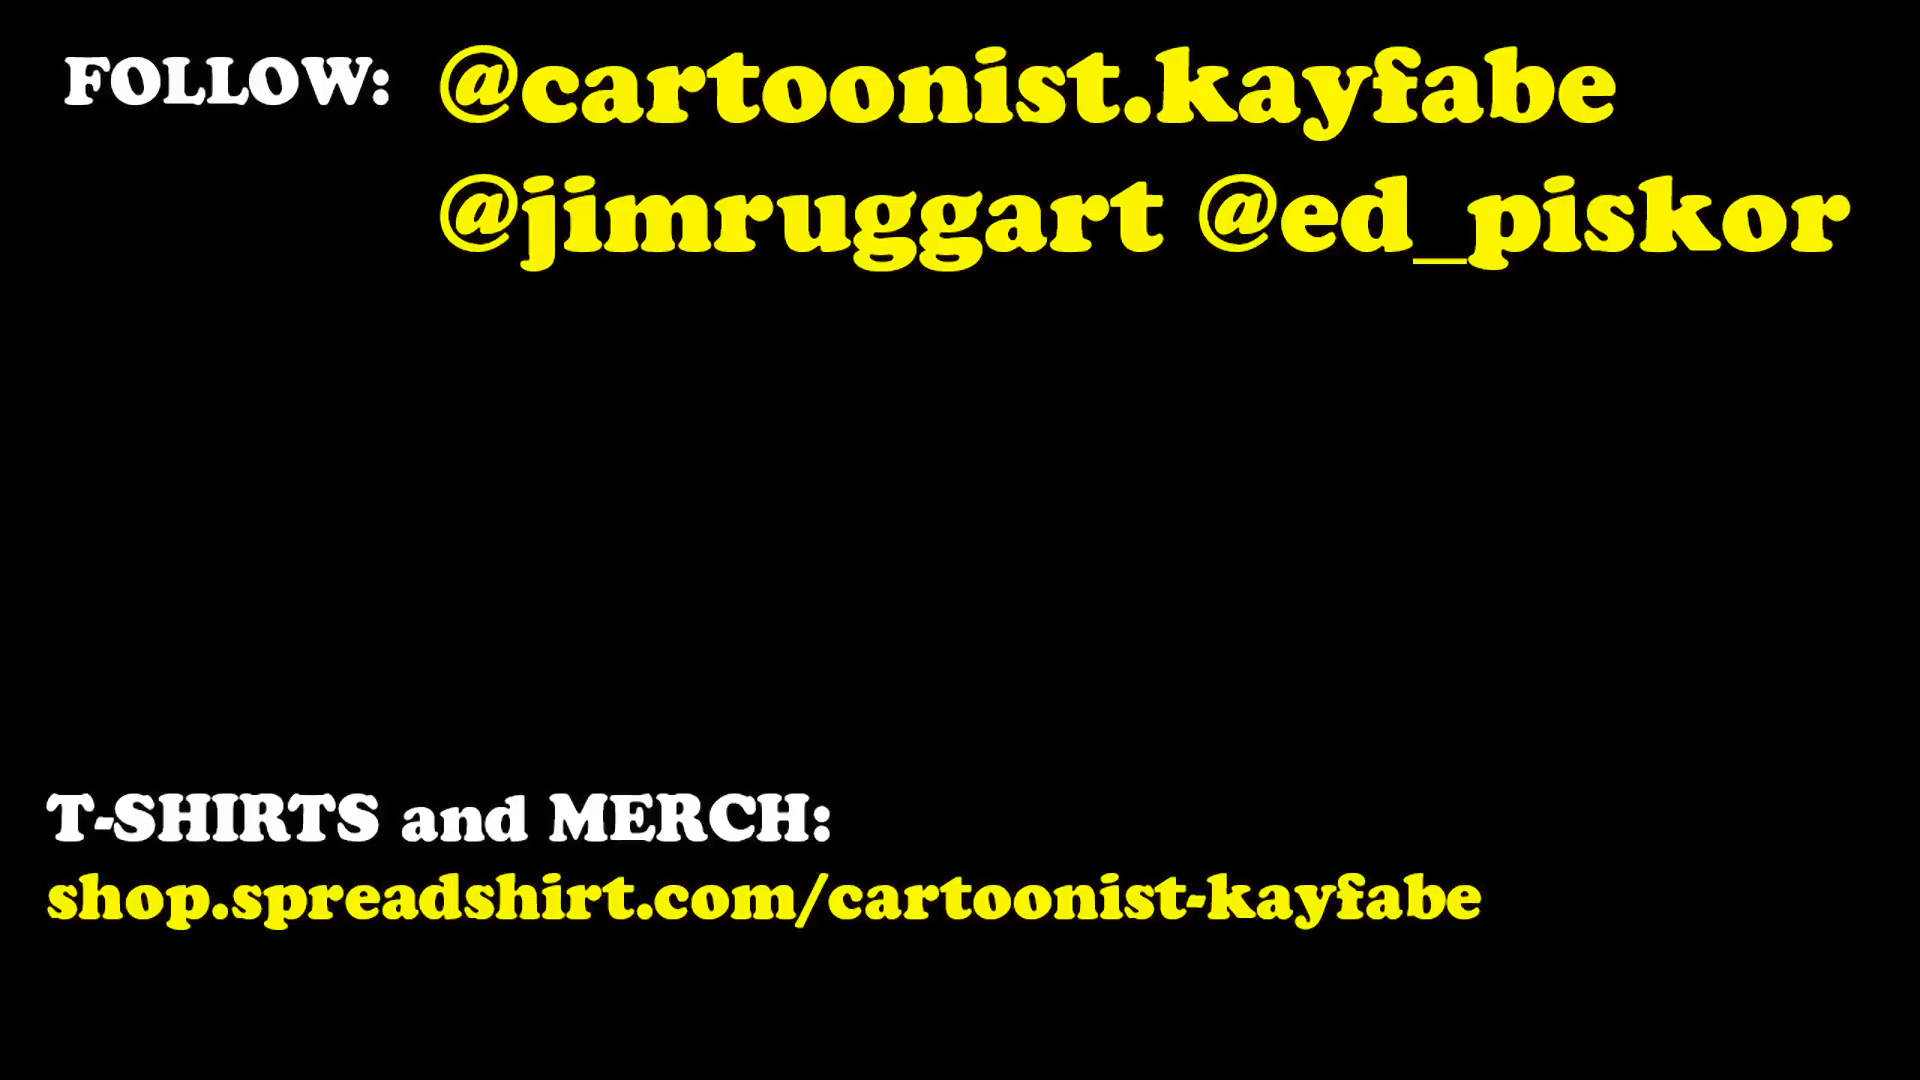 FOLLOW: @cartoonist.kayfabe
@jimruggart @ed_piskor
T-SHIRTS and MERCH:
shop.spreadshirt.com/cartoonist-kayfabe